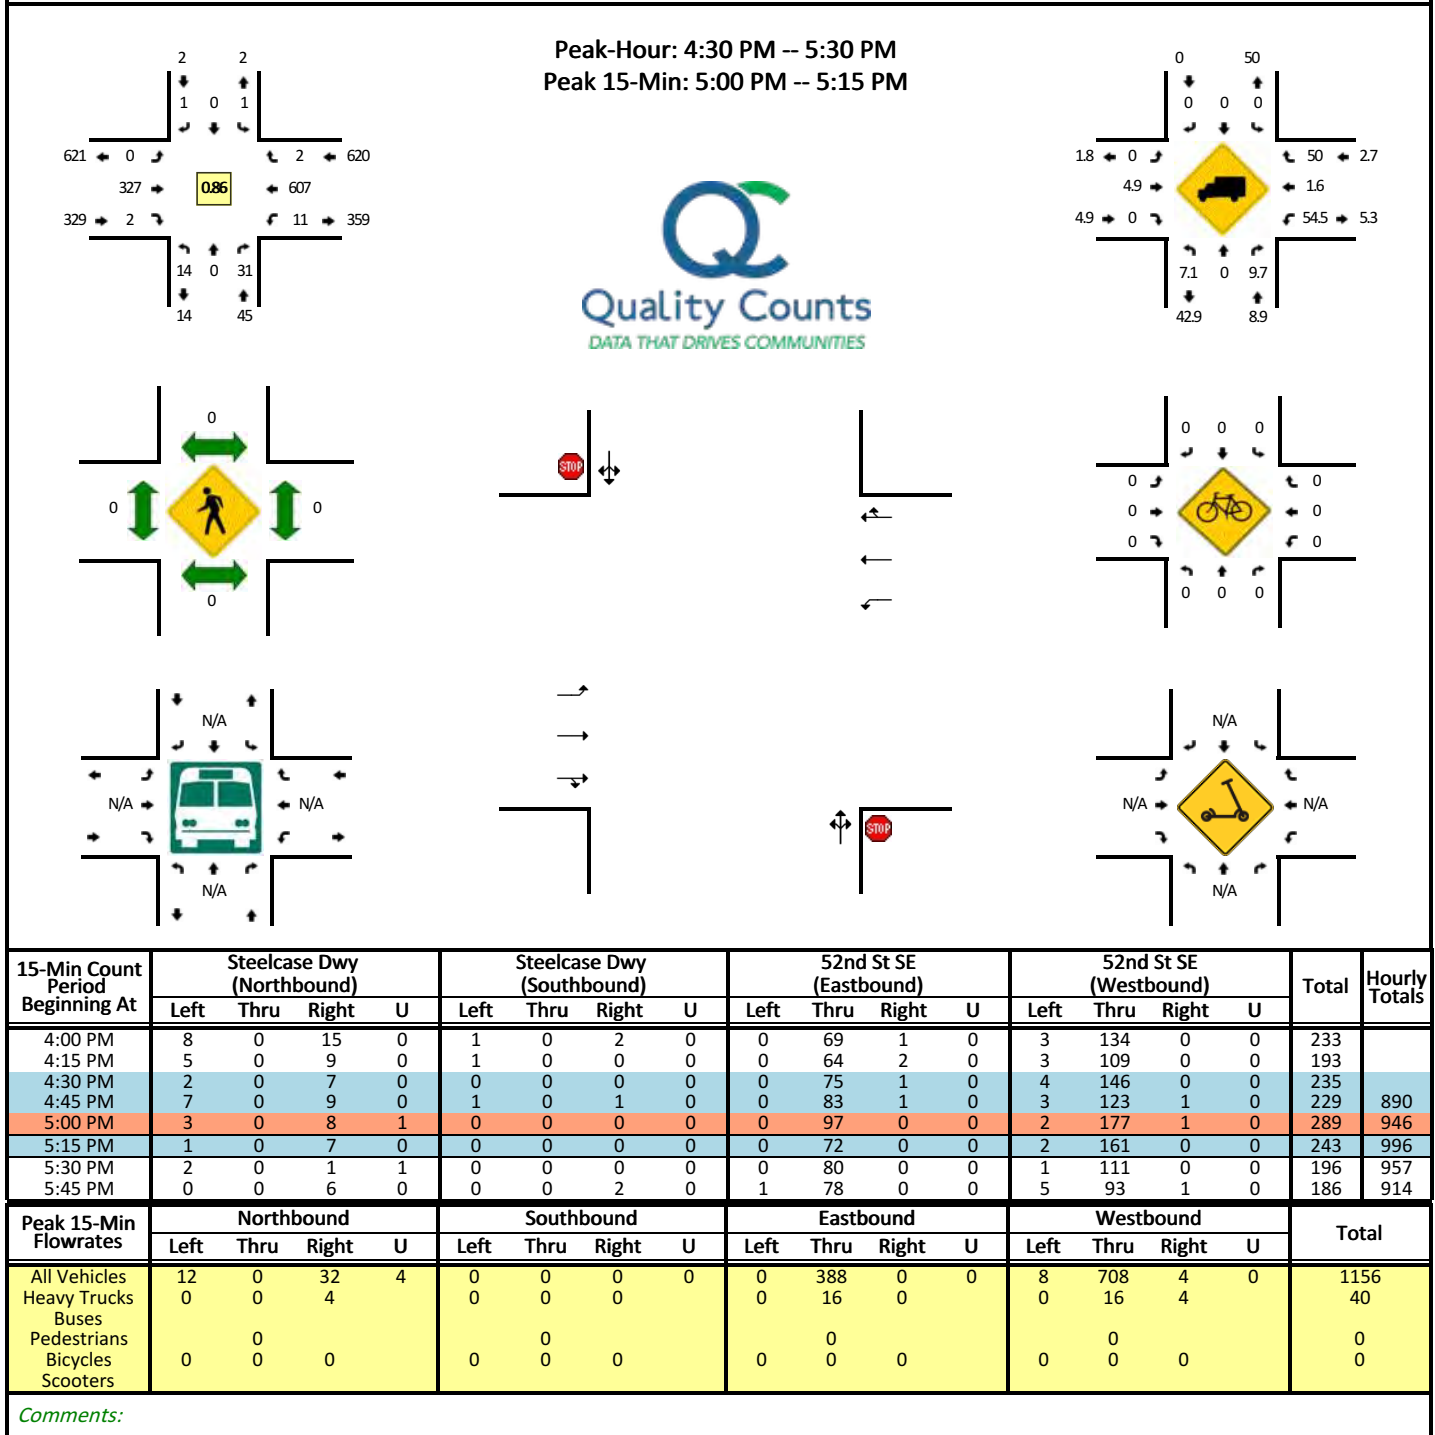 Peak-Hour: 4:30 PM -- 5:30 PM
Peak 15-Min: 5:00 PM -- 5:15 PM
2 2
1 0 1
621 0 2 620
327 0.86 607
329 2 11 359
14 0 31
14 45
QC
Quality Counts
DATA THAT DRIVES COMMUNITIES
0 50
0 0 0
1.8 0 50 2.7
4.9 1.6
4.9 0 54.5 5.3
7.1 0 9.7
42.9 8.9
0
0 0
0
STOP
STOP
0 0 0
0 0
0 0
0 0
0 0 0
N/A
N/A N/A
N/A
N/A
N/A N/A
N/A
15-Min Count Period Beginning At Steelcase Dwy (Northbound) Steelcase Dwy (Southbound) 52nd St SE (Eastbound) 52nd St SE (Westbound) Total Hourly Totals
Left Thru Right U Left Thru Right U Left Thru Right U Left Thru Right U
4:00 PM 8 0 15 0 1 0 2 0 0 69 1 0 3 134 0 0 233
4:15 PM 5 0 9 0 1 0 0 0 0 64 2 0 3 109 0 0 193
4:30 PM 2 0 7 0 0 0 0 0 0 75 1 0 4 146 0 0 235
4:45 PM 7 0 9 0 1 0 1 0 0 83 1 0 3 123 1 0 229 890
5:00 PM 3 0 8 1 0 0 0 0 0 97 0 0 2 177 1 0 289 946
5:15 PM 1 0 7 0 0 0 0 0 0 72 0 0 2 161 0 0 243 996
5:30 PM 2 0 1 1 0 0 0 0 0 80 0 0 1 111 0 0 196 957
5:45 PM 0 0 6 0 0 0 2 0 1 78 0 0 5 93 1 0 186 914
Peak 15-Min Flowrates Northbound Southbound Eastbound Westbound Total
Left Thru Right U Left Thru Right U Left Thru Right U Left Thru Right U
All Vehicles 12 0 32 4 0 0 0 0 0 388 0 0 8 708 4 0 1156
Heavy Trucks 0 0 4 0 0 0 0 16 0 0 16 4 40
Buses
Pedestrians 0 0 0 0 0
Bicycles 0 0 0 0 0 0 0 0 0 0 0 0 0
Scooters
Comments: